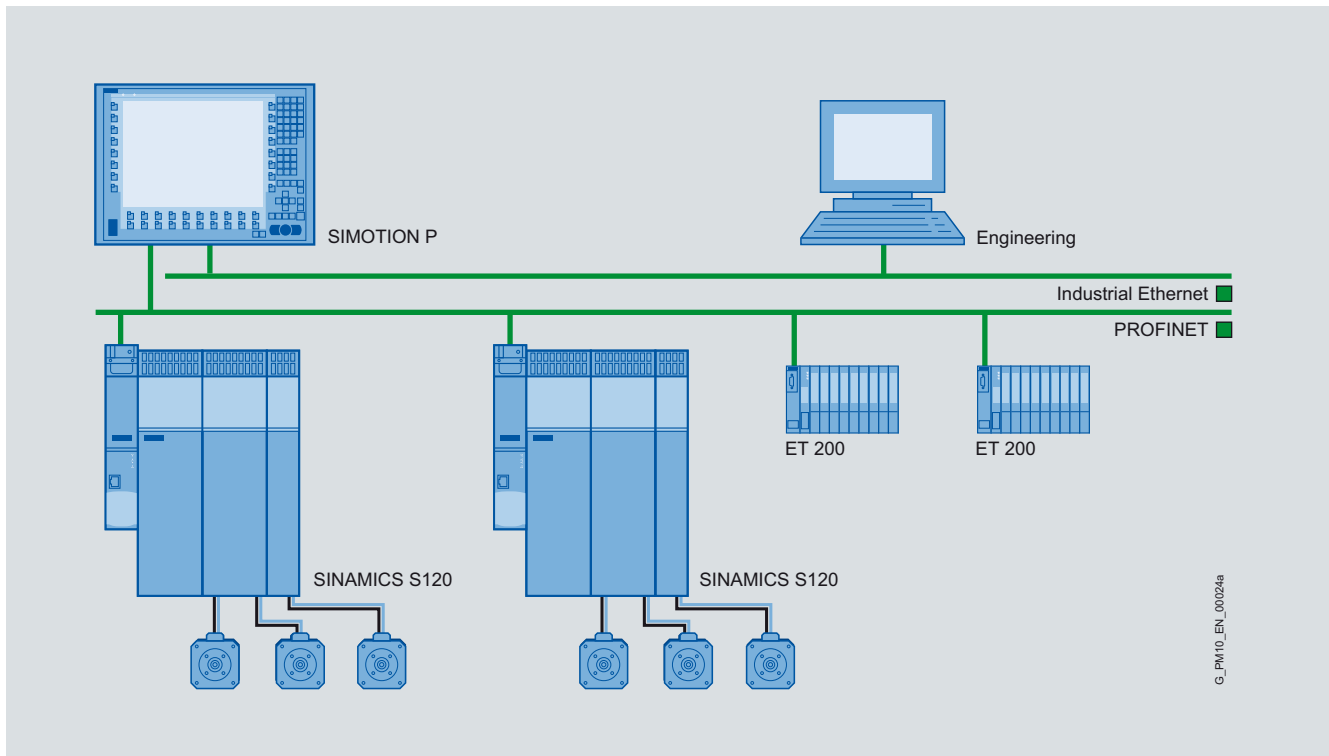 SIMOTION P
Engineering
Industrial Ethernet
PROFINET
ET 200
ET 200
SINAMICS S120
SINAMICS S120
G_PM10_EN_00024a